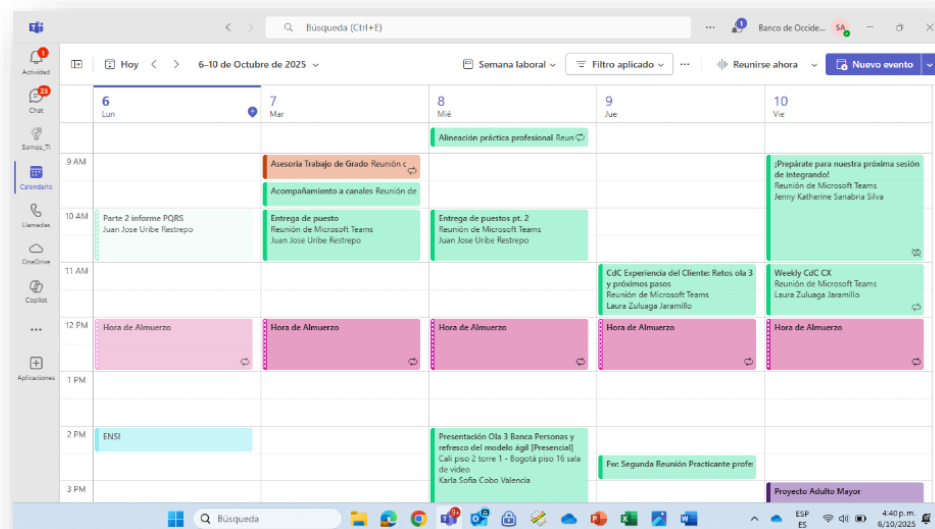 Búsqueda (Ctrl+E)
1
Banco de Occide...
SA
1
Actividad
Hoy
6–10 de Octubre de 2025
Semana laboral
Filtro aplicado
Reunirse ahora
Nuevo evento
23
Chat
Somos_TI
Calendario
Llamadas
OneDrive
Copilot
Aplicaciones
6
Lun
7
Mar
8
Mié
9
Jue
10
Vie
Alineación práctica profesional Reun
9 AM
Asesoria Trabajo de Grado Reunión c
Acompañamiento a canales Reunión de
¡Prepárate para nuestra próxima sesión
de integrando!
Reunión de Microsoft Teams
Jenny Katherine Sanabria Silva
10 AM
Parte 2 informe PQRS
Juan Jose Uribe Restrepo
Entrega de puesto
Reunión de Microsoft Teams
Juan Jose Uribe Restrepo
Entrega de puestos pt. 2
Reunión de Microsoft Teams
Juan Jose Uribe Restrepo
11 AM
CdC Experiencia del Cliente: Retos ola 3
y próximos pasos
Reunión de Microsoft Teams
Laura Zuluaga Jaramillo
Weekly CdC CX
Reunión de Microsoft Teams
Laura Zuluaga Jaramillo
12 PM
Hora de Almuerzo
Hora de Almuerzo
Hora de Almuerzo
Hora de Almuerzo
Hora de Almuerzo
1 PM
2 PM
ENSI
Presentación Ola 3 Banca Personas y
refresco del modelo ágil [Presencial]
Cali piso 2 torre 1 - Bogotá piso 16 sala
de video
Karla Sofía Cobo Valencia
Fw: Segunda Reunión Practicante profe
3 PM
Proyecto Adulto Mayor
Búsqueda
9+
ESP
ES
4:40 p. m.
6/10/2025